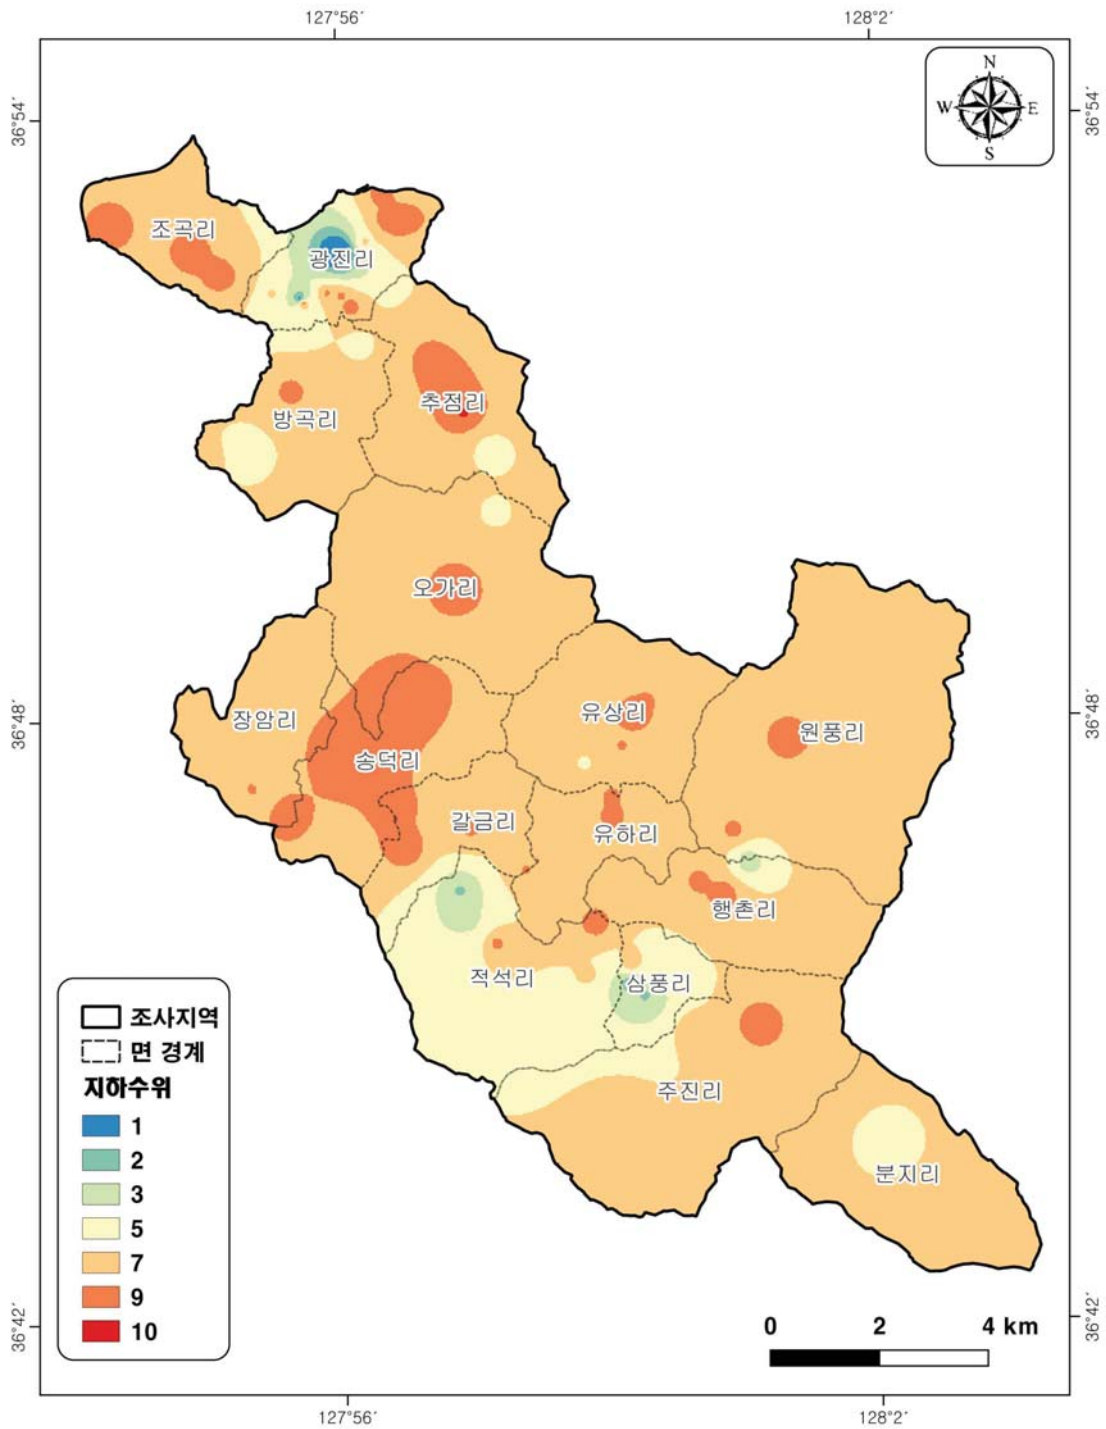 127°56′
128°2′
N
W
E
S
36°54′
36°54′
조곡리
광진리
추점리
방곡리
오가리
장암리
유상리
원풍리
36°48′
36°48′
송덕리
갈금리
유하리
행촌리
적석리
삼풍리
주진리
분지리
조사지역
면 경계
지하수위
1
2
3
5
7
9
10
0
2
4 km
36°42′
36°42′
127°56′
128°2′